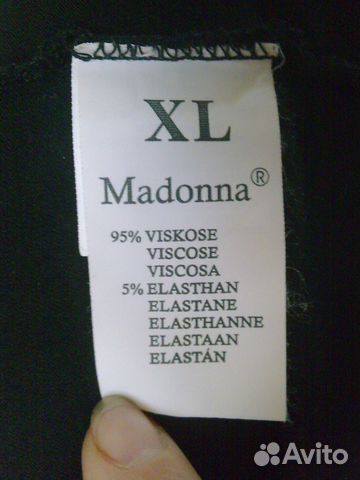 XL
Madonna®
95% VISKOSE
VISCOSE
VISCOSA
5% ELASTHAN
ELASTANE
ELASTHANNE
ELASTAAN
ELASTÁN
Avito